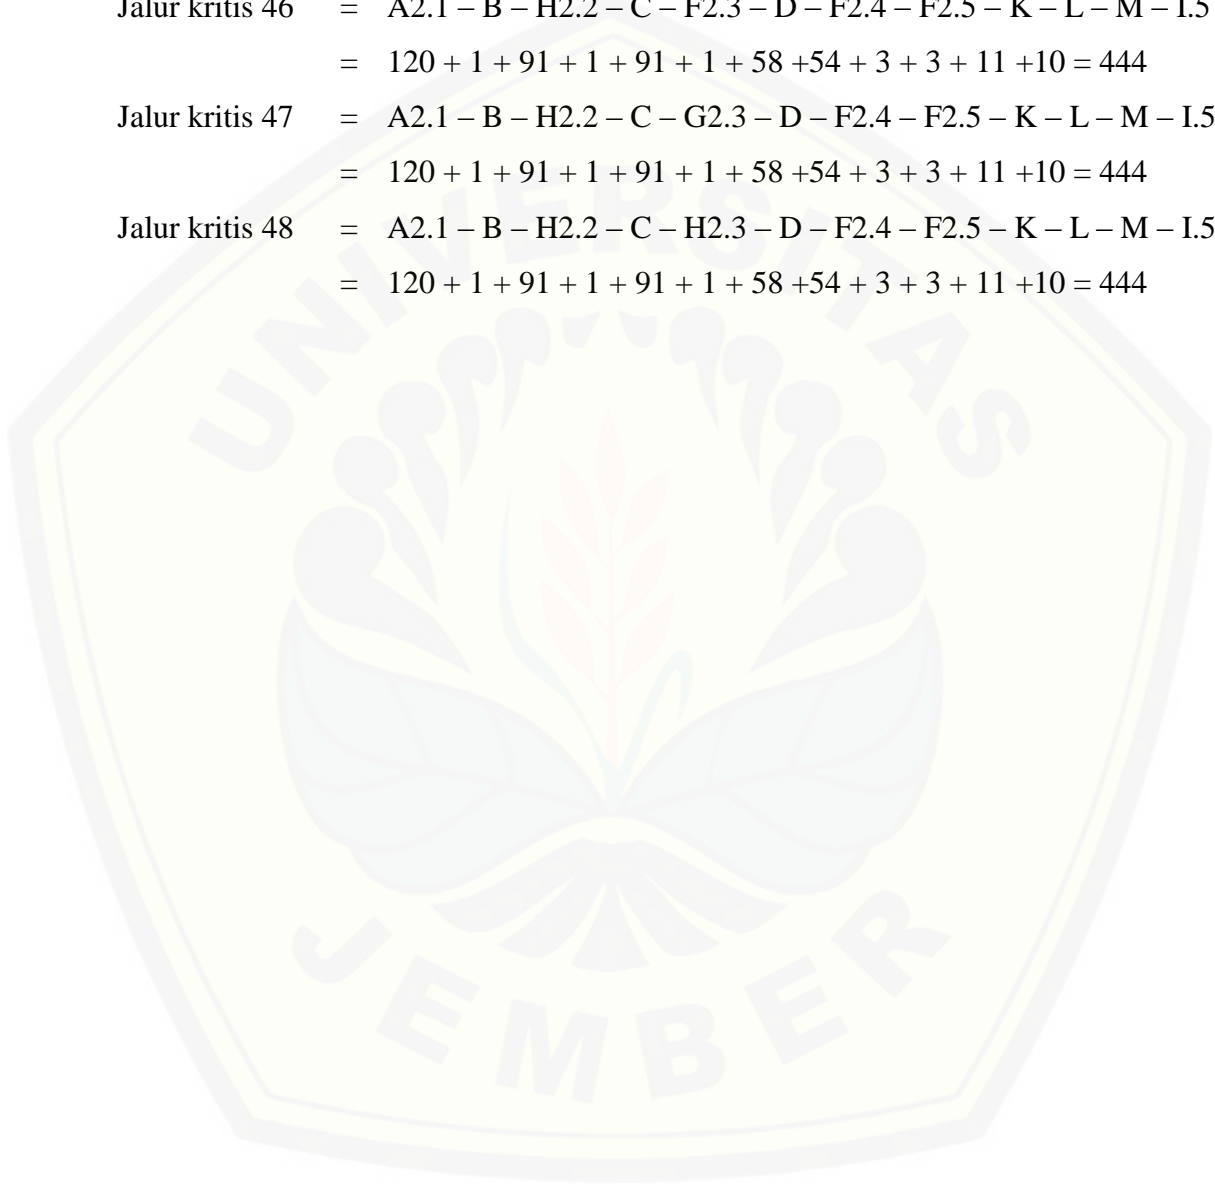 Jalur kritis 46 = A2.1 – B – H2.2 – C – F2.3 – D – F2.4 – F2.5 – K – L – M – I.5
= 120 + 1 + 91 + 1 + 91 + 1 + 58 +54 + 3 + 3 + 11 +10 = 444
Jalur kritis 47 = A2.1 – B – H2.2 – C – G2.3 – D – F2.4 – F2.5 – K – L – M – I.5
= 120 + 1 + 91 + 1 + 91 + 1 + 58 +54 + 3 + 3 + 11 +10 = 444
Jalur kritis 48 = A2.1 – B – H2.2 – C – H2.3 – D – F2.4 – F2.5 – K – L – M – I.5
= 120 + 1 + 91 + 1 + 91 + 1 + 58 +54 + 3 + 3 + 11 +10 = 444
UNIVERSITAS
JEMBER